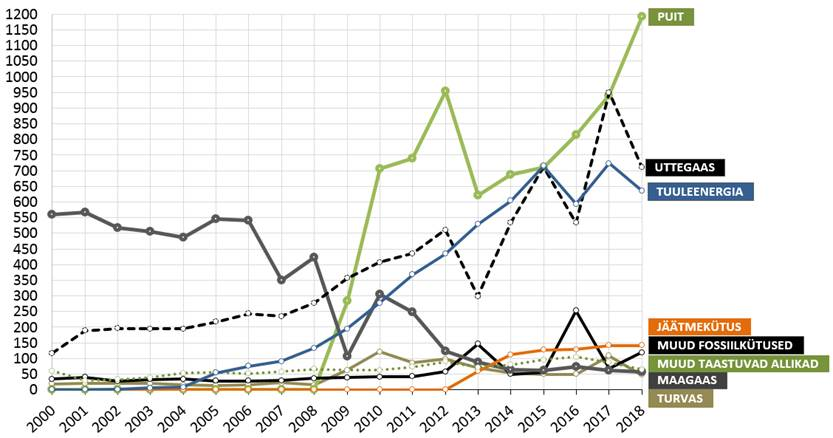 1200
1150
1100
1050
1000
950
900
850
800
750
700
650
600
550
500
450
400
350
300
250
200
150
100
50
0
2000 2001 2002 2003 2004 2005 2006 2007 2008 2009 2010 2011 2012 2013 2014 2015 2016 2017 2018
PUIT
UTTEGAAS
TUULEENERGIA
JÄÄTMEKÜTUS
MUUD FOSSIILKÜTUSED
MUUD TAASTUVAD ALLIKAD
MAAGAAS
TURVAS